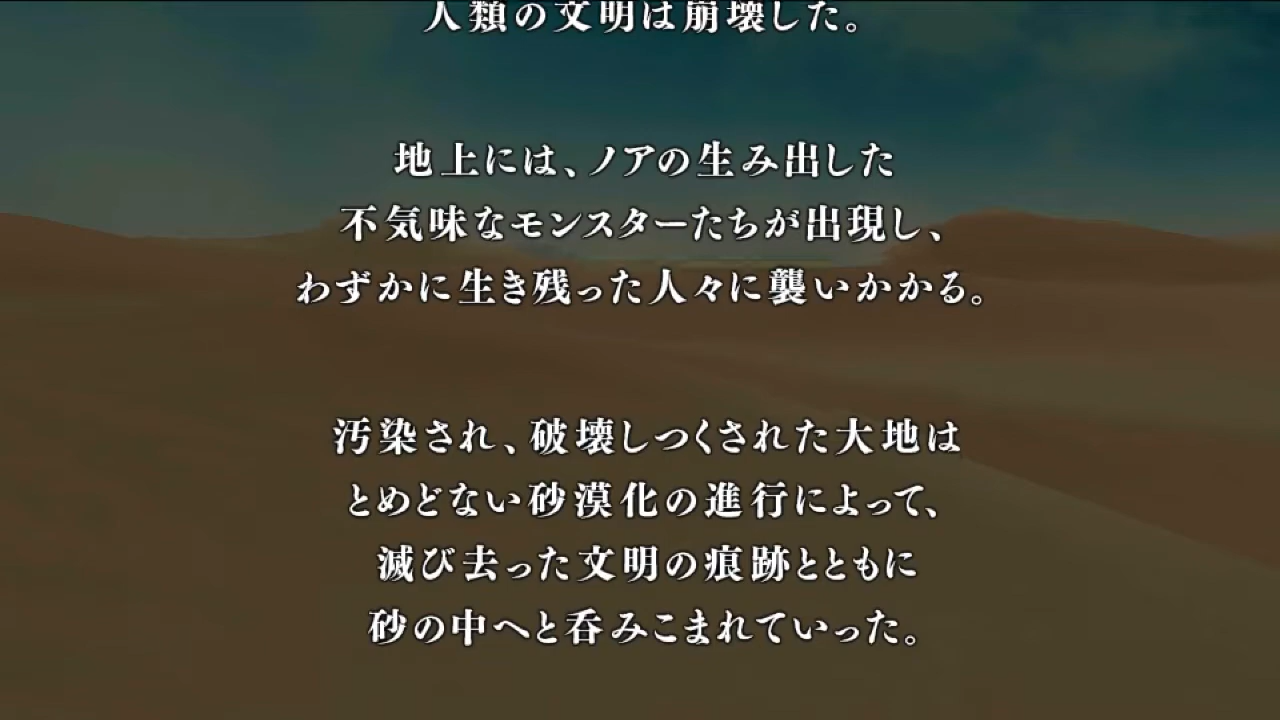 人類の文明は崩壊した。
地上には、ノアの生み出した
不気味なモンスターたちが出現し、
わずかに生き残った人々に襲いかかる。
汚染され、破壊しつくされた大地は
とめどない砂漠化の進行によって、
滅び去った文明の痕跡とともに
砂の中へと呑みこまれていった。